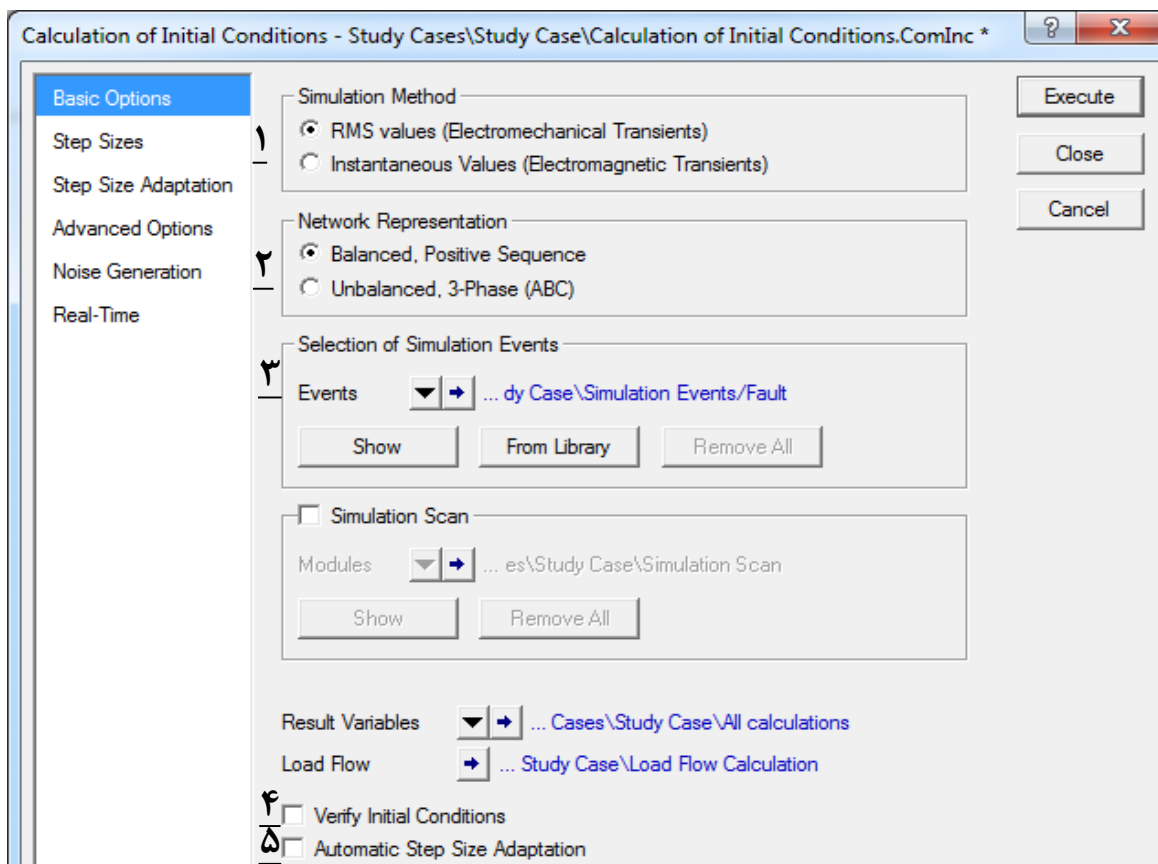 Calculation of Initial Conditions - Study Cases\Study Case\Calculation of Initial Conditions.ComInc *
?
X
Basic Options
Step Sizes
Step Size Adaptation
Advanced Options
Noise Generation
Real-Time
۱
Simulation Method
RMS values (Electromechanical Transients)
Instantaneous Values (Electromagnetic Transients)
۲
Network Representation
Balanced, Positive Sequence
Unbalanced, 3-Phase (ABC)
۳
Selection of Simulation Events
Events ... dy Case\Simulation Events/Fault
Show From Library Remove All
Simulation Scan
Modules ... es\Study Case\Simulation Scan
Show Remove All
Result Variables ... Cases\Study Case\All calculations
Load Flow ... Study Case\Load Flow Calculation
۴ Verify Initial Conditions
۵ Automatic Step Size Adaptation
Execute
Close
Cancel